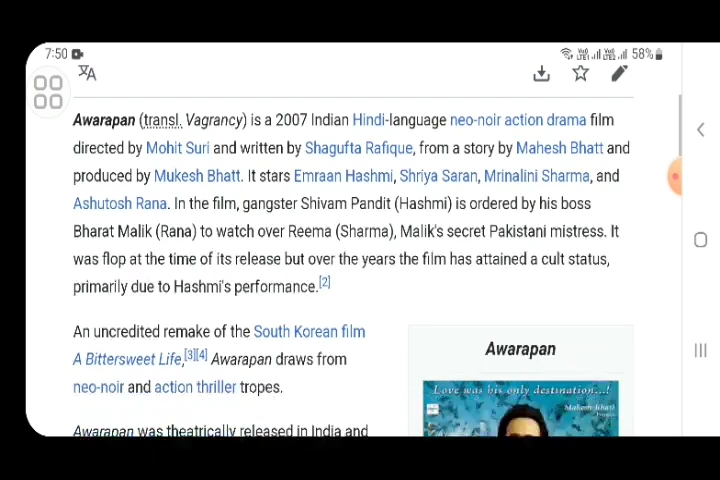 7:50
VoD LTE1 VoD LTE2 58%
Awarapan (transl. Vagrancy) is a 2007 Indian Hindi-language neo-noir action drama film
directed by Mohit Suri and written by Shagufta Rafique, from a story by Mahesh Bhatt and
produced by Mukesh Bhatt. It stars Emraan Hashmi, Shriya Saran, Mrinalini Sharma, and
Ashutosh Rana. In the film, gangster Shivam Pandit (Hashmi) is ordered by his boss
Bharat Malik (Rana) to watch over Reema (Sharma), Malik's secret Pakistani mistress. It
was flop at the time of its release but over the years the film has attained a cult status,
primarily due to Hashmi's performance.[2]
An uncredited remake of the South Korean film
A Bittersweet Life,[3][4] Awarapan draws from
neo-noir and action thriller tropes.
Awarapan was theatrically released in India and
Awarapan
Love was his only destination...!
Mahesh Bhatt